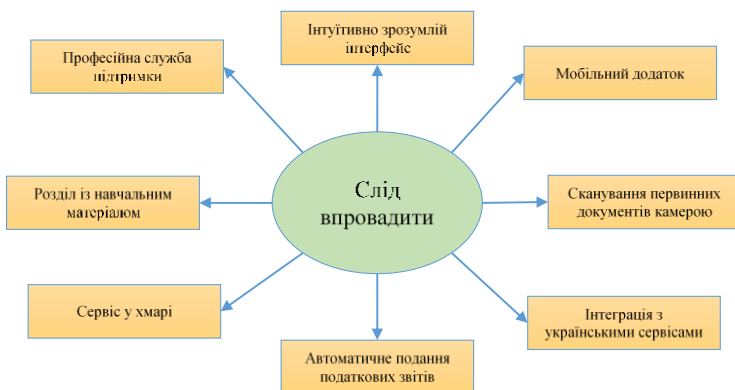 Інтуїтивно зрозумлій
інтерфейс
Професійна служба
підтримки
Мобільний додаток
Слід
впровадити
Розділ із навчальним
матеріалом
Сканування первинних
документів камерою
Сервіс у хмарі
Інтеграція з
українськими сервісами
Автоматичне подання
податкових звітів